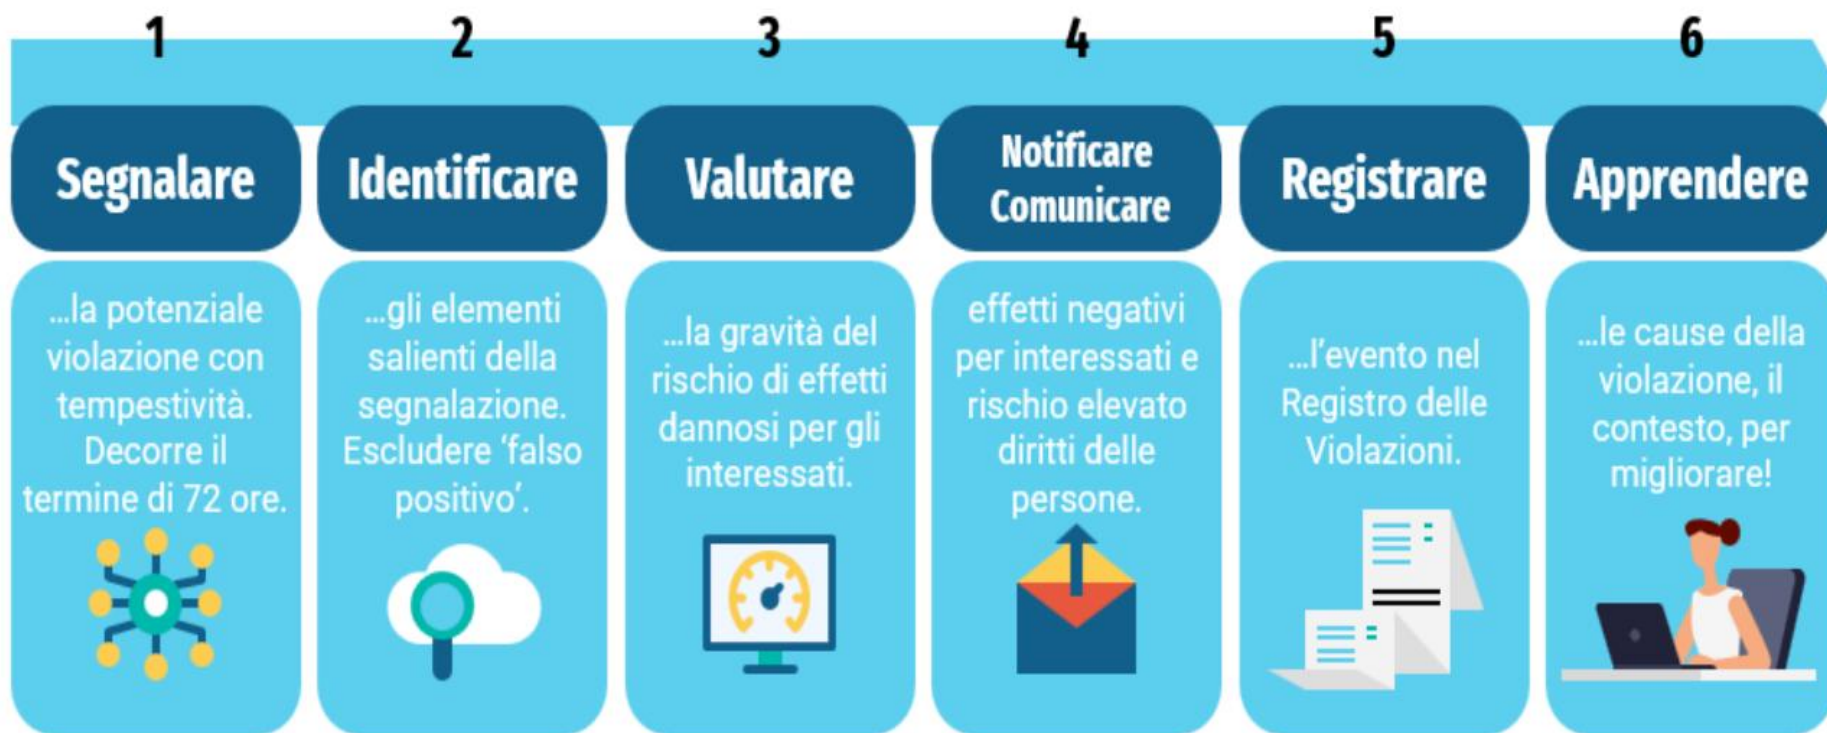 1
Segnalare
...la potenziale
violazione con
tempestività.
Decorre il
termine di 72 ore.
2
Identificare
...gli elementi
salienti della
segnalazione.
Escludere ‘falso
positivo’.
3
Valutare
...la gravità del
rischio di effetti
dannosi per gli
interessati.
4
Notificare
Comunicare
effetti negativi
per interessati e
rischio elevato
diritti delle
persone.
5
Registrare
...l’evento nel
Registro delle
Violazioni.
6
Apprendere
...le cause della
violazione, il
contesto, per
migliorare!